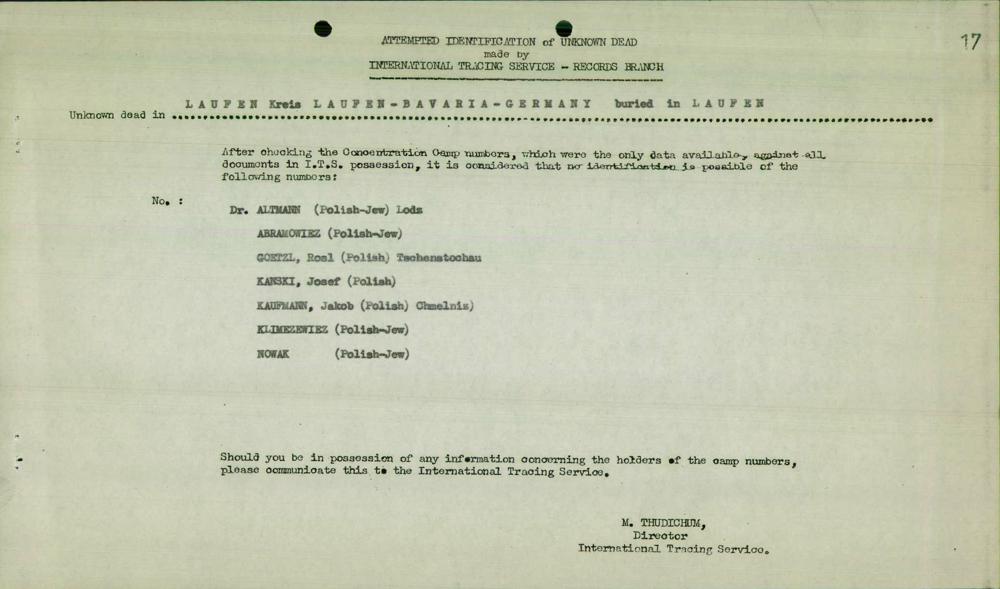 17
ATTEMPTED IDENTIFICATION of UNKNOWN DEAD
made by
INTERNATIONAL TRACING SERVICE - RECORDS BRANCH
LAUFEN Kreis LAUFEN-BAVARIA-GERMANY buried in LAUFEN
Unknown dead in
After checking the Concentration Camp numbers, which were the only data available, against all
documents in I.T.S. possession, it is considered that no identification is possible of the
following numbers:
No. :
Dr. ALTMANN (Polish-Jew) Lods
ABRAMOWIEZ (Polish-Jew)
GOETZL, Rosl (Polish) Tschenstochau
KANSKI, Josef (Polish)
KAUFMANN, Jakob (Polish) Chmelnis)
KLIMEZEWIEZ (Polish-Jew)
NOWAK (Polish-Jew)
Should you be in possession of any information concerning the holders of the camp numbers,
please communicate this to the International Tracing Service.
M. THUDICHUM,
Director
International Tracing Service.